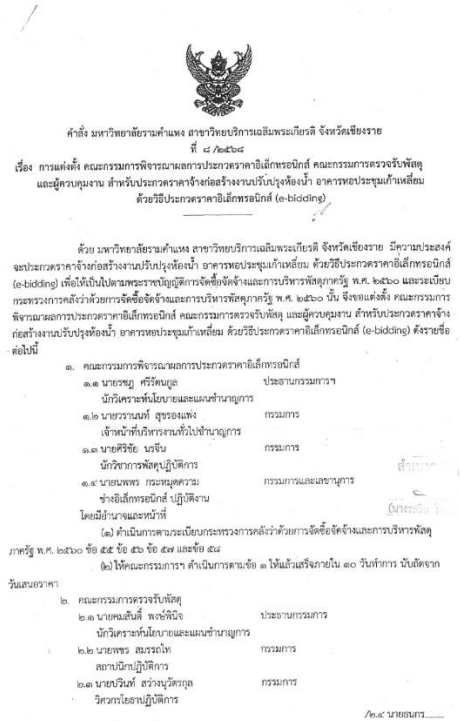 คำสั่ง มหาวิทยาลัยรามคำแหง สาขาวิทยบริการเฉลิมพระเกียรติ จังหวัดเชียงราย
ที่ ๘ /๒๕๖๘
เรื่อง การแต่งตั้ง คณะกรรมการพิจารณาผลการประกวดราคาอิเล็กทรอนิกส์ คณะกรรมการตรวจรับพัสดุ
และผู้ควบคุมงาน สำหรับประกวดราคาจ้างก่อสร้างงานปรับปรุงห้องน้ำ อาคารหอประชุมเก้าเหลี่ยม
ด้วยวิธีประกวดราคาอิเล็กทรอนิกส์ (e-bidding)
ด้วย มหาวิทยาลัยรามคำแหง สาขาวิทยบริการเฉลิมพระเกียรติ จังหวัดเชียงราย มีความประสงค์
จะประกวดราคาจ้างก่อสร้างงานปรับปรุงห้องน้ำ อาคารหอประชุมเก้าเหลี่ยม ด้วยวิธีประกวดราคาอิเล็กทรอนิกส์
(e-bidding) เพื่อให้เป็นไปตามพระราชบัญญัติการจัดซื้อจัดจ้างและการบริหารพัสดุภาครัฐ พ.ศ. ๒๕๖๐ และระเบียบ
กระทรวงการคลังว่าด้วยการจัดซื้อจัดจ้างและการบริหารพัสดุภาครัฐ พ.ศ. ๒๕๖๐ นั้น จึงขอแต่งตั้ง คณะกรรมการ
พิจารณาผลการประกวดราคาอิเล็กทรอนิกส์ คณะกรรมการตรวจรับพัสดุ และผู้ควบคุมงาน สำหรับประกวดราคาจ้าง
ก่อสร้างงานปรับปรุงห้องน้ำ อาคารหอประชุมเก้าเหลี่ยม ด้วยวิธีประกวดราคาอิเล็กทรอนิกส์ (e-bidding) ดังรายชื่อ
ต่อไปนี้
๑. คณะกรรมการพิจารณาผลการประกวดราคาอิเล็กทรอนิกส์
๑.๑ นายรชฎ ศรีรัตนกูล ประธานกรรมการฯ
นักวิเคราะห์นโยบายและแผนชำนาญการ
๑.๒ นายวรานนท์ สุขรองแพ่ง กรรมการ
เจ้าหน้าที่บริหารงานทั่วไปชำนาญการ
๑.๓ นายศิริชัย นรจีน กรรมการ
นักวิชาการพัสดุปฏิบัติการ
๑.๔ นายนพพร กระหมุดความ กรรมการและเลขานุการ
ช่างอิเล็กทรอนิกส์ ปฏิบัติงาน
โดยมีอำนาจและหน้าที่
(๑) ดำเนินการตามระเบียบกระทรวงการคลังว่าด้วยการจัดซื้อจัดจ้างและการบริหารพัสดุ
ภาครัฐ พ.ศ. ๒๕๖๐ ข้อ ๕๕ ข้อ ๕๖ ข้อ ๕๗ และข้อ ๕๘
(๒) ให้คณะกรรมการฯ ดำเนินการตามข้อ ๑ ให้แล้วเสร็จภายใน ๑๐ วันทำการ นับถัดจาก
วันเสนอราคา
๒. คณะกรรมการตรวจรับพัสดุ
๒.๑ นายคมสันติ์ พงษ์พินิจ ประธานกรรมการ
นักวิเคราะห์นโยบายและแผนชำนาญการ
๒.๒ นายพชร สมรรถไท กรรมการ
สถาปนิกปฏิบัติการ
๒.๓ นายปวินท์ สว่างนุวัตรกุล กรรมการ
วิศวกรโยธาปฏิบัติการ
/๒.๔ นายธนกร.........